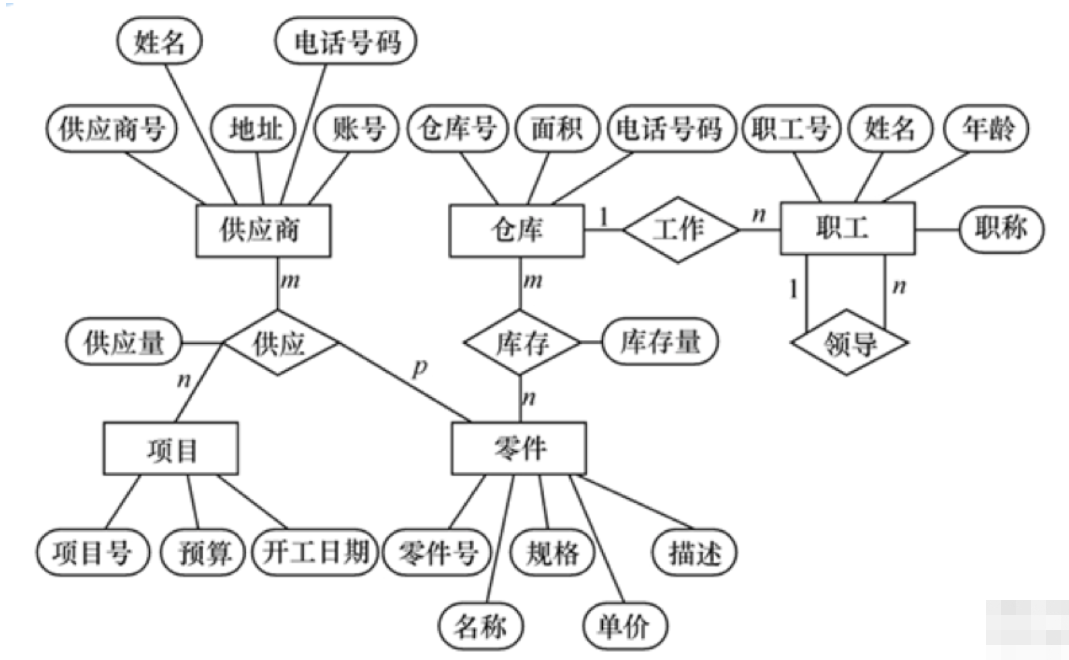 姓名
电话号码
供应商号
地址
账号
仓库号
面积
电话号码
职工号
姓名
年龄
供应商
仓库
1
工作
n
职工
职称
m
m
1
n
供应量
供应
库存
库存量
领导
n
p
n
项目
零件
项目号
预算
开工日期
零件号
规格
描述
名称
单价